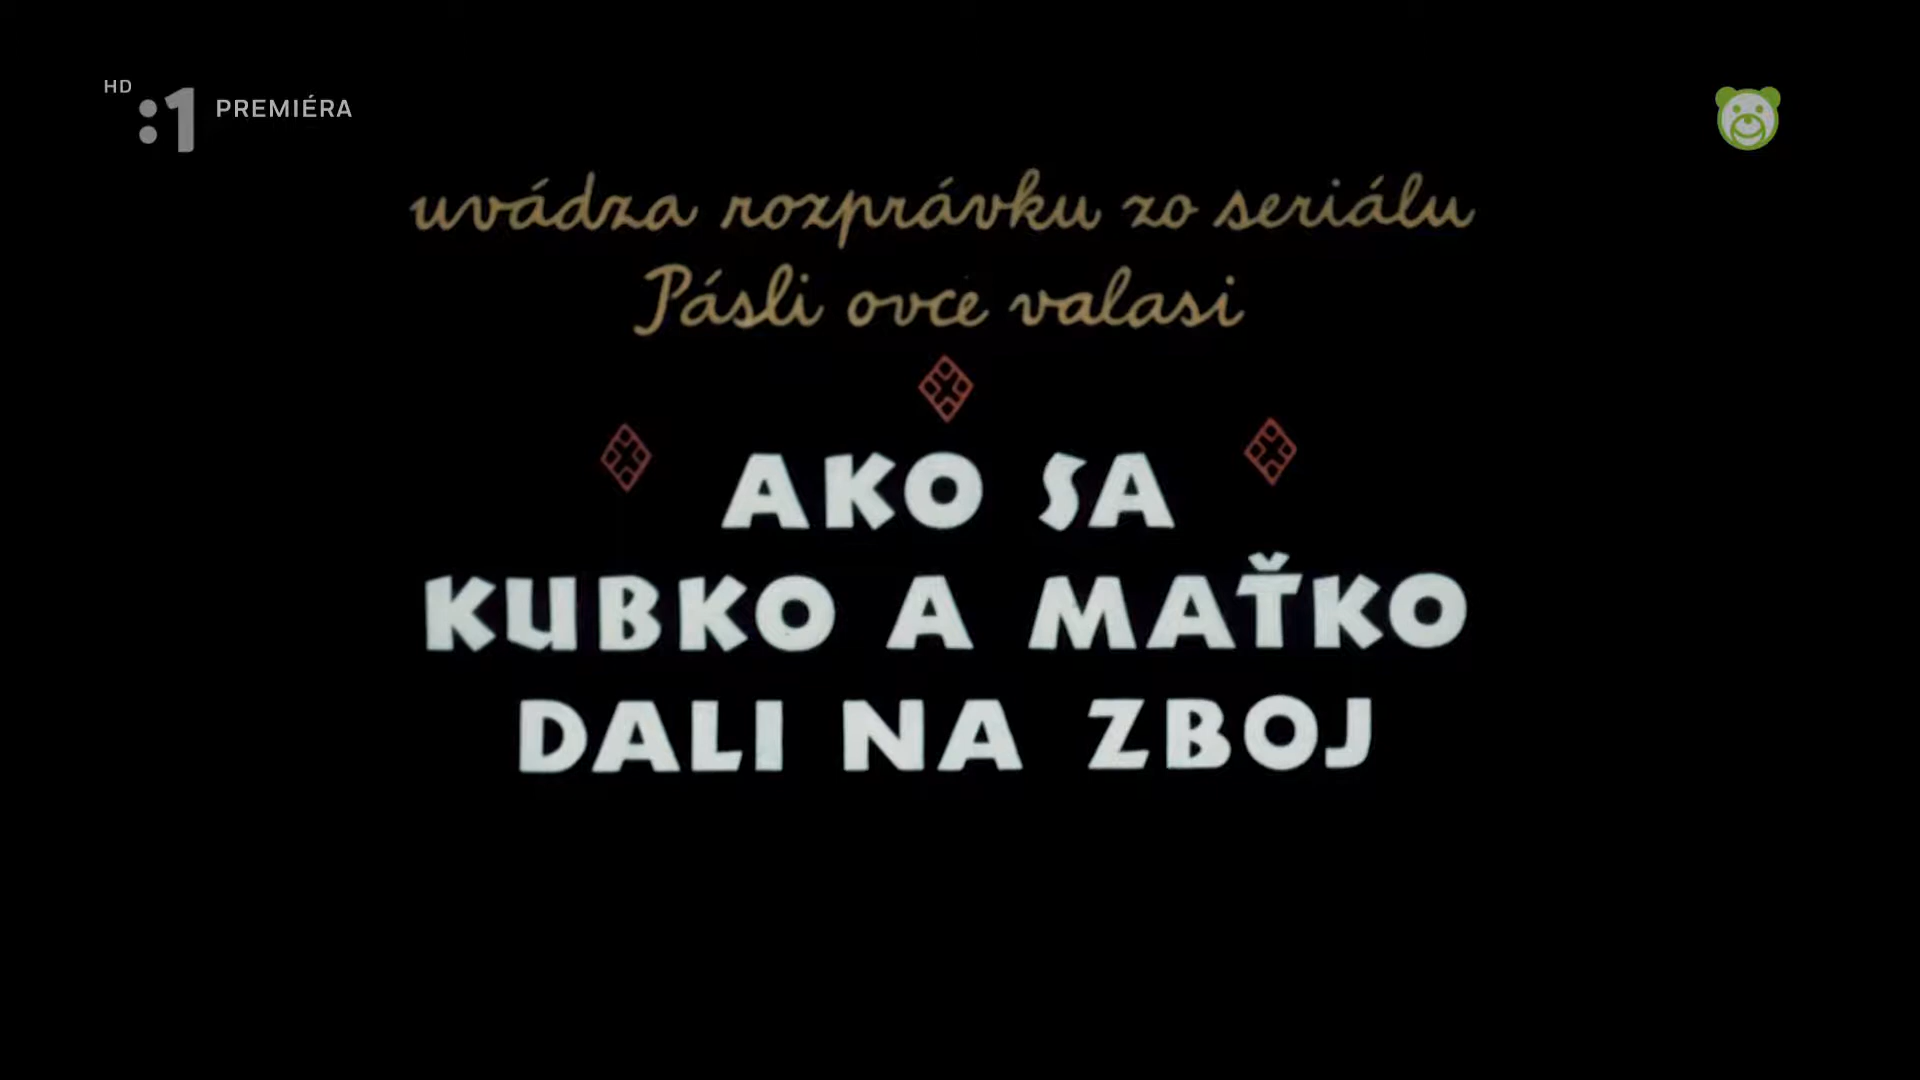 HD
:1 PREMIÉRA
uvádza rozprávku zo seriálu
Pásli ovce valasi
AKO SA
KUBKO A MAŤKO
DALI NA ZBOJ